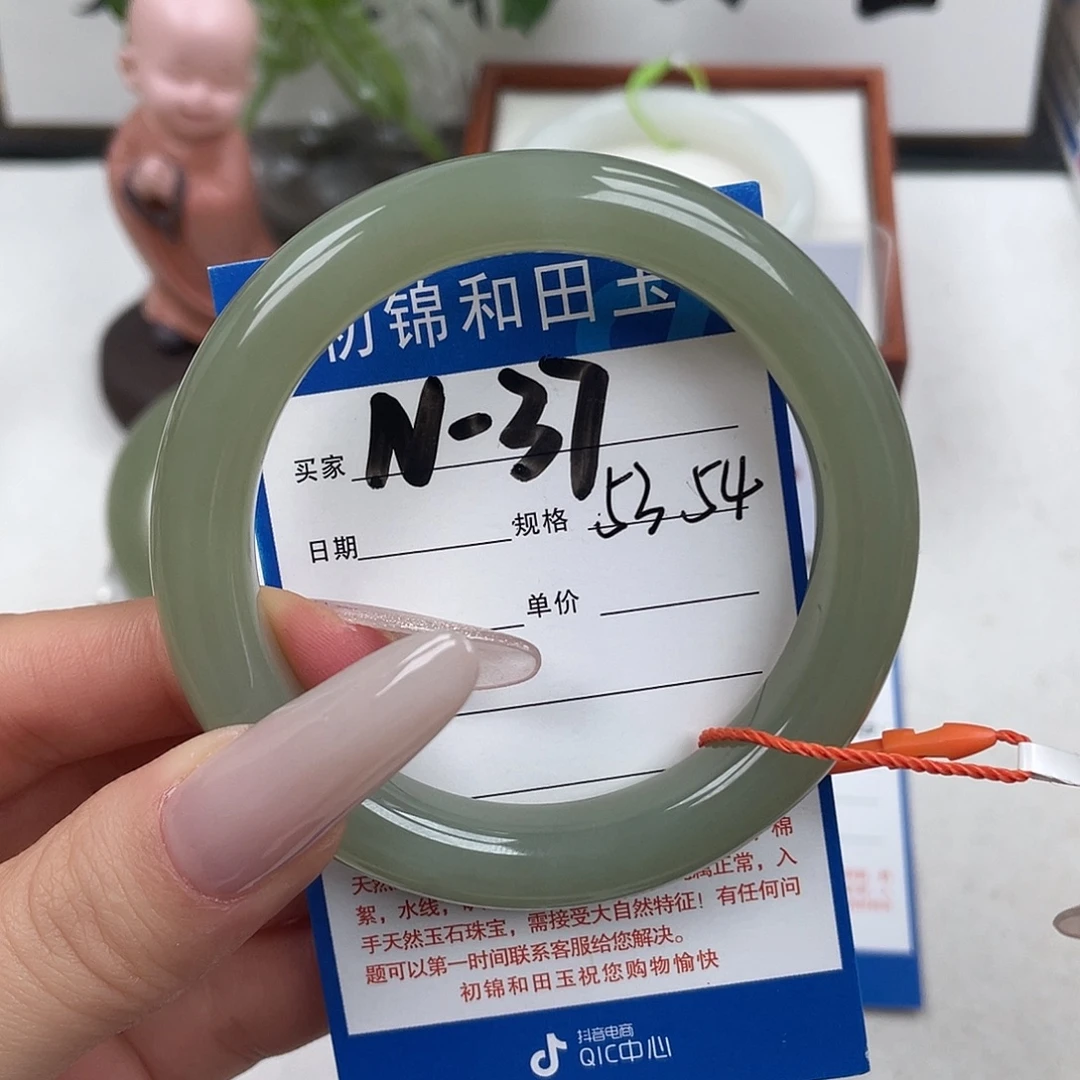 初锦和田玉
买家 N-37
日期 规格 53.54
单价
棉
天然 属正常，入
絮，水线， 需接受大自然特征！有任何问
手天然玉石珠宝，
题可以第一时间联系客服给您解决。
初锦和田玉祝您购物愉快
抖音电商
QIC中心